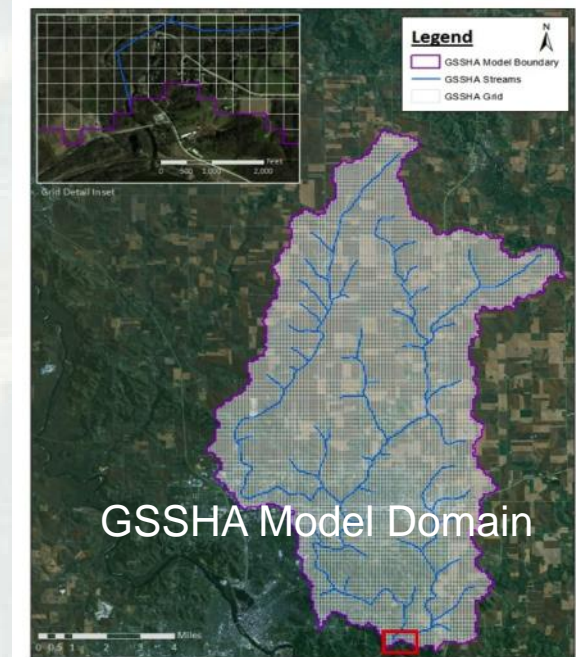 Legend
N
GSSHA Model Boundary
GSSHA Streams
GSSHA Grid
Feet
0 500 1,000 2,000
Grid Detail Inset
GSSHA Model Domain
Miles
0 0.5 1 2 3 4